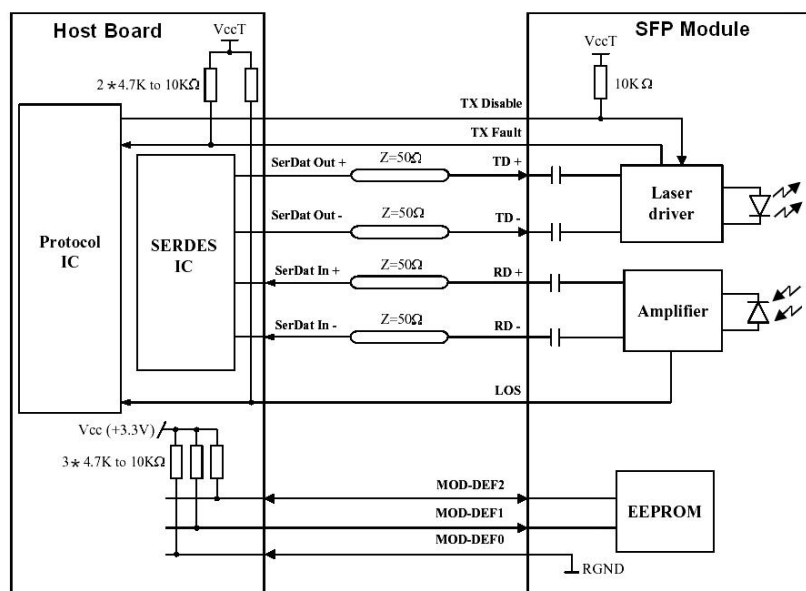 Host Board
SFP Module
VccT
VccT
2*4.7K to 10KΩ
10KΩ
TX Disable
TX Fault
SerDat Out +
Z=50Ω
TD +
SerDat Out -
Z=50Ω
TD -
Laser
driver
Protocol
IC
SERDES
IC
SerDat In +
Z=50Ω
RD +
SerDat In -
Z=50Ω
RD -
Amplifier
LOS
Vcc (+3.3V)
3*4.7K to 10KΩ
MOD-DEF2
MOD-DEF1
MOD-DEF0
EEPROM
RGND